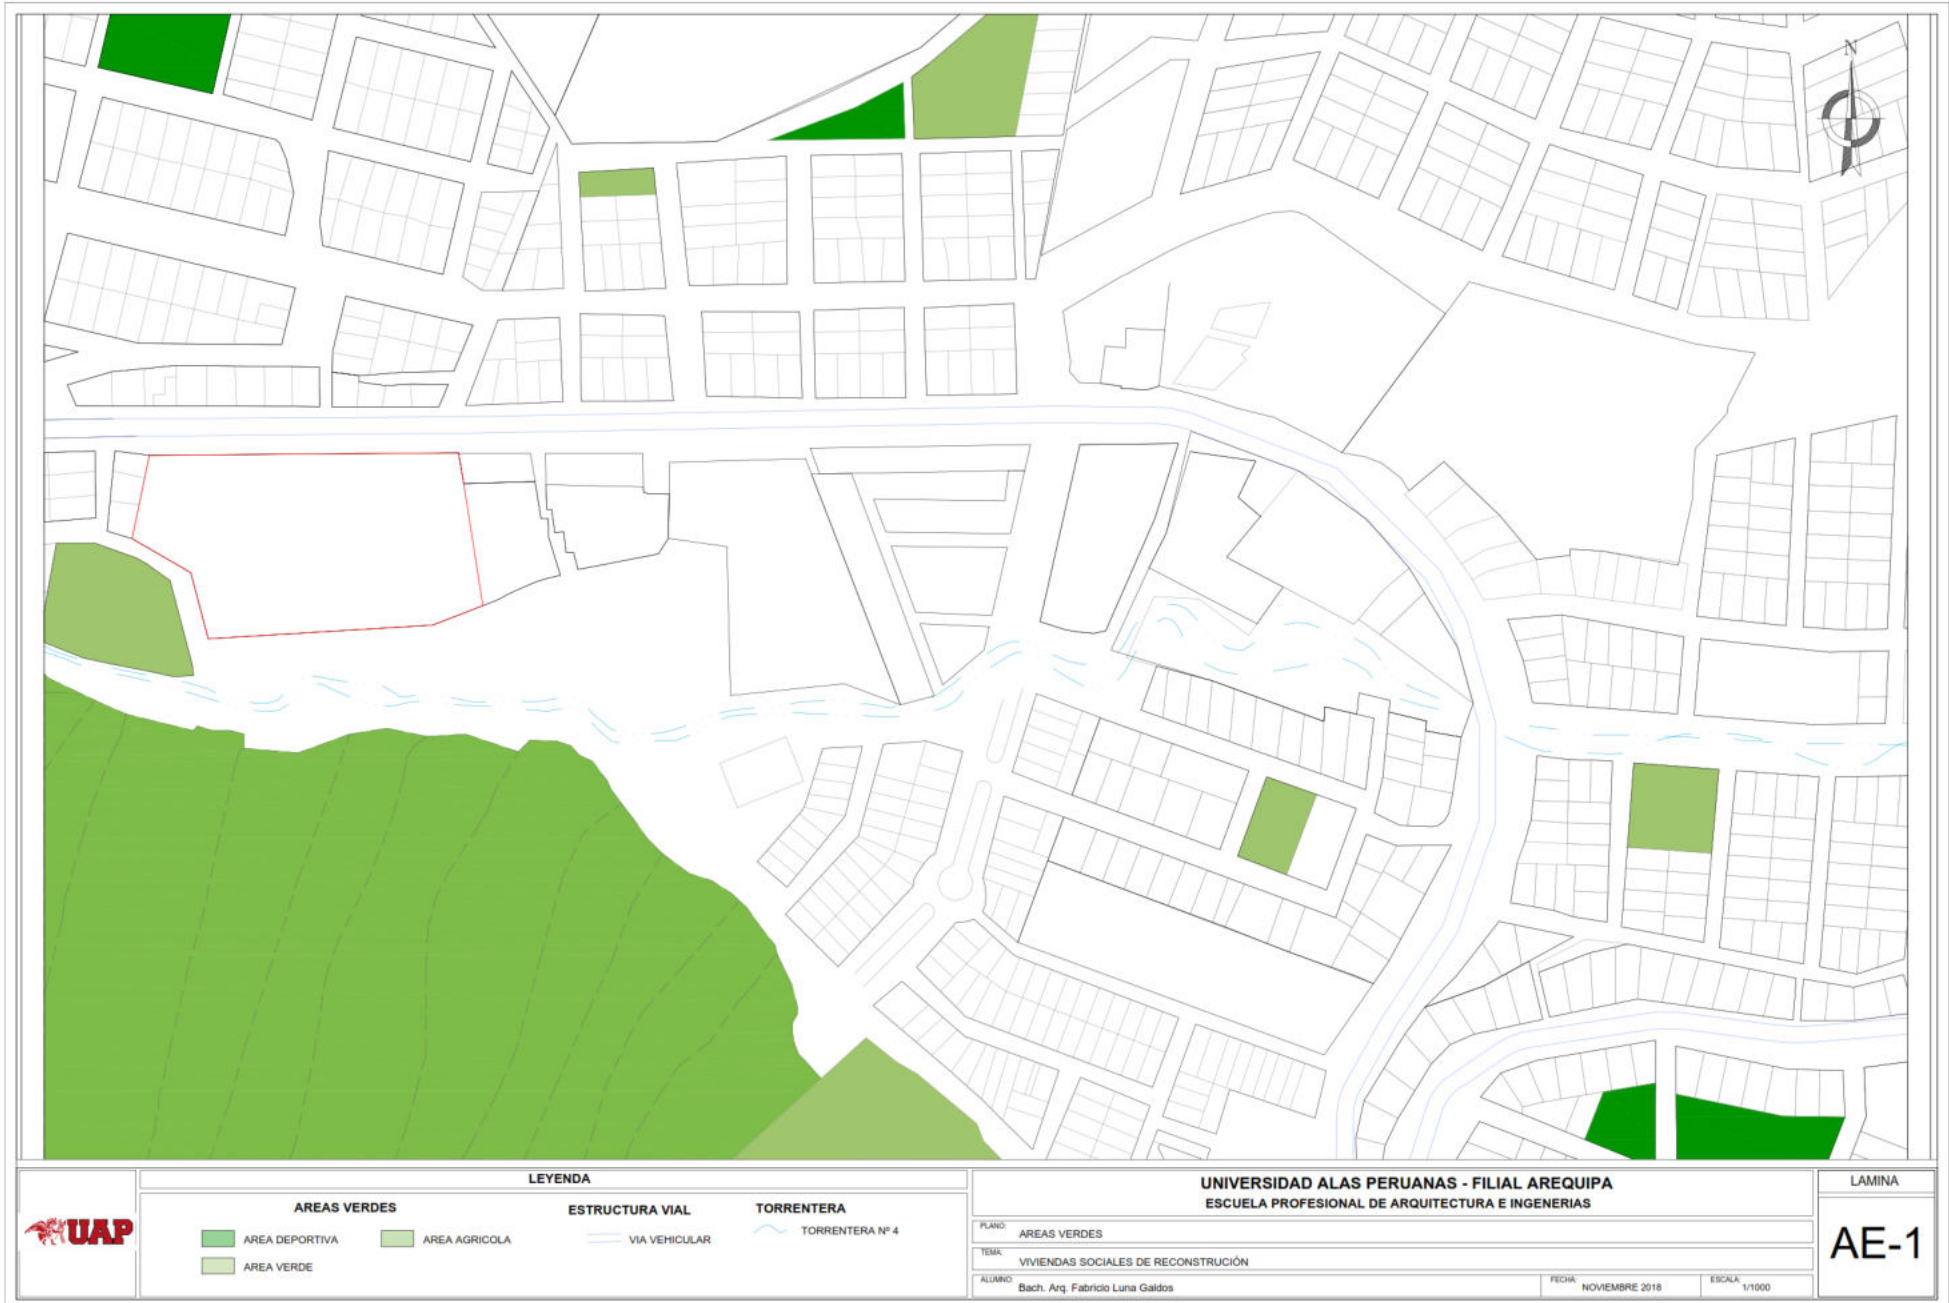 N
LEYENDA
AREAS VERDES
ESTRUCTURA VIAL
TORRENTERA
AREA DEPORTIVA
AREA AGRICOLA
VIA VEHICULAR
TORRENTERA Nº 4
AREA VERDE
UAP
UNIVERSIDAD ALAS PERUANAS - FILIAL AREQUIPA
ESCUELA PROFESIONAL DE ARQUITECTURA E INGENERIAS
PLANO: AREAS VERDES
TEMA: VIVIENDAS SOCIALES DE RECONSTRUCIÓN
ALUMNO: Bach. Arq. Fabricio Luna Galdos
FECHA: NOVIEMBRE 2018
ESCALA: 1/1000
LAMINA
AE-1